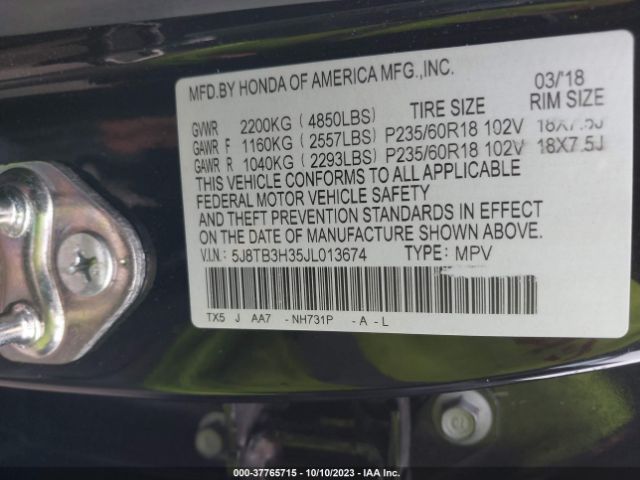 MFD.BY HONDA OF AMERICA MFG.,INC. 03/'18
GVWR 2200KG ( 4850LBS) TIRE SIZE RIM SIZE
GAWR F 1160KG ( 2557LBS) P235/60R18 102V 18X7.5J
GAWR R 1040KG ( 2293LBS) P235/60R18 102V 18X7.5J
THIS VEHICLE CONFORMS TO ALL APPLICABLE
FEDERAL MOTOR VEHICLE SAFETY
AND THEFT PREVENTION STANDARDS IN EFFECT
ON THE DATE OF MANUFACTURE SHOWN ABOVE.
V.I.N.: 5J8TB3H35JL013674 TYPE: MPV
TX5 J AA7 - NH731P - A - L
000-37765715 - 10/10/2023 - IAA Inc.